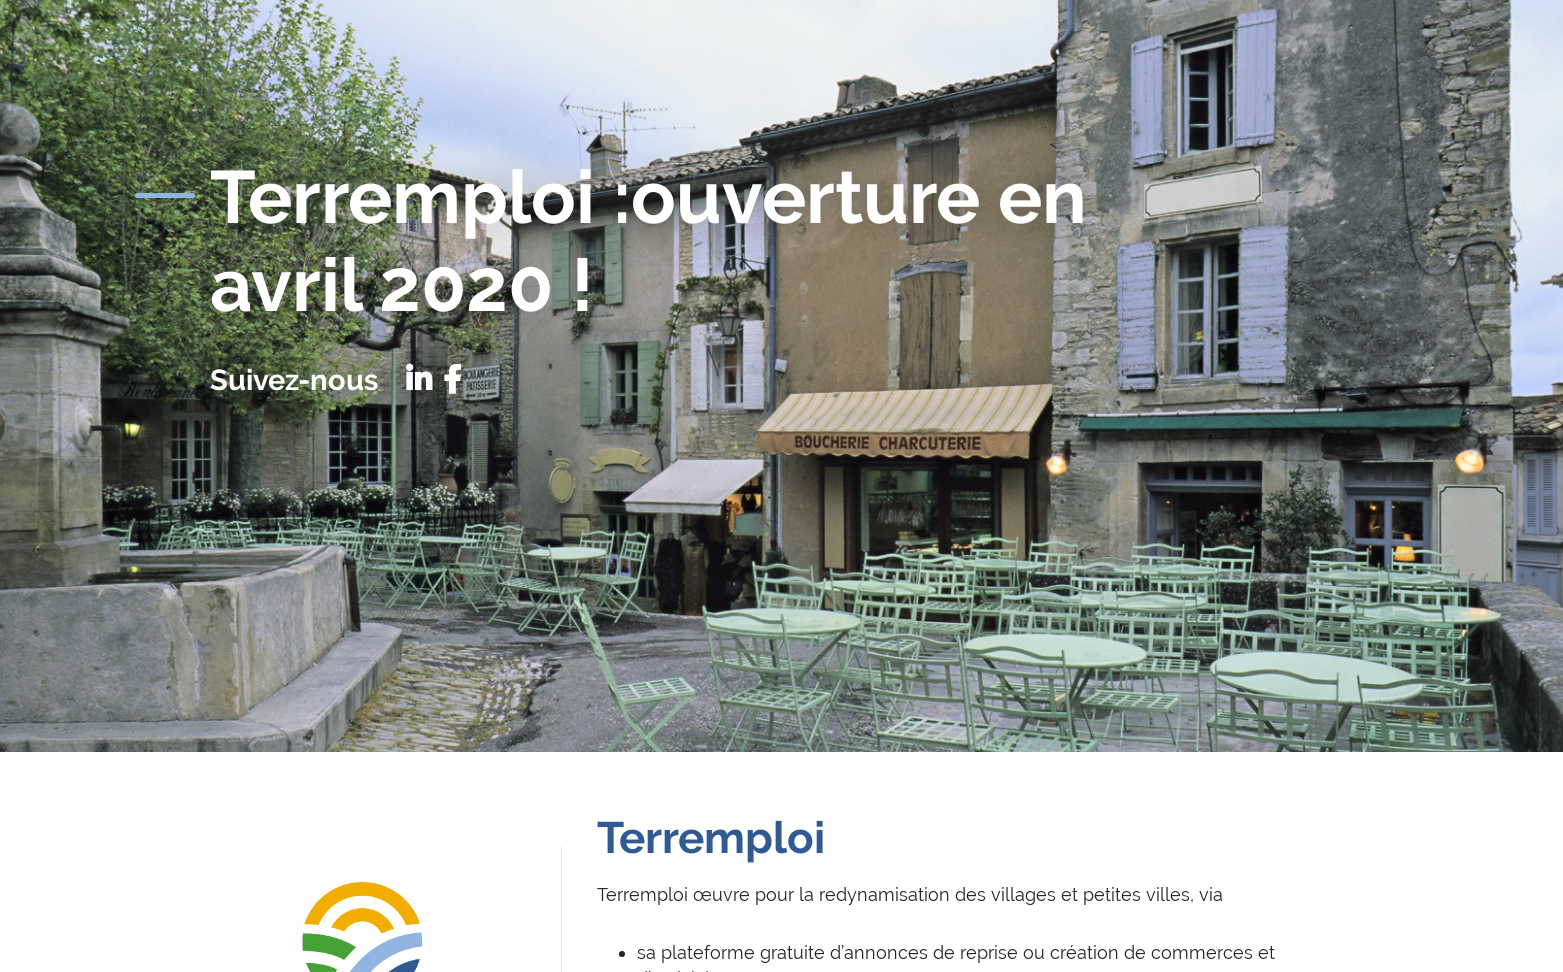 Terremploi :ouverture en
avril 2020 !
Suivez-nous
BOULANGERIE
PATISSERIE
BOUCHERIE CHARCUTERIE
Terremploi
Terremploi œuvre pour la redynamisation des villages et petites villes, via
sa plateforme gratuite d’annonces de reprise ou création de commerces et